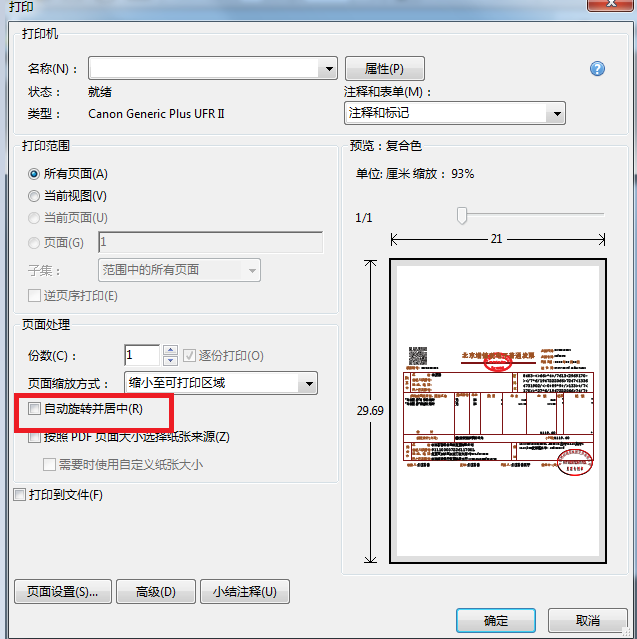 打印
打印机
名称(N)：
属性(P)
状态： 就绪
注释和表单(M)：
类型： Canon Generic Plus UFR II
注释和标记
打印范围
所有页面(A)
当前视图(V)
当前页面(U)
页面(G) 1
子集： 范围中的所有页面
逆页序打印(E)
页面处理
份数(C)： 1 逐份打印(O)
页面缩放方式： 缩小至可打印区域
自动旋转并居中(R)
按照 PDF 页面大小选择纸张来源(Z)
需要时使用自定义纸张大小
打印到文件(F)
预览：复合色
单位: 厘米 缩放： 93%
1/1
21
29.69
页面设置(S)...
高级(D)
小结注释(U)
确定
取消